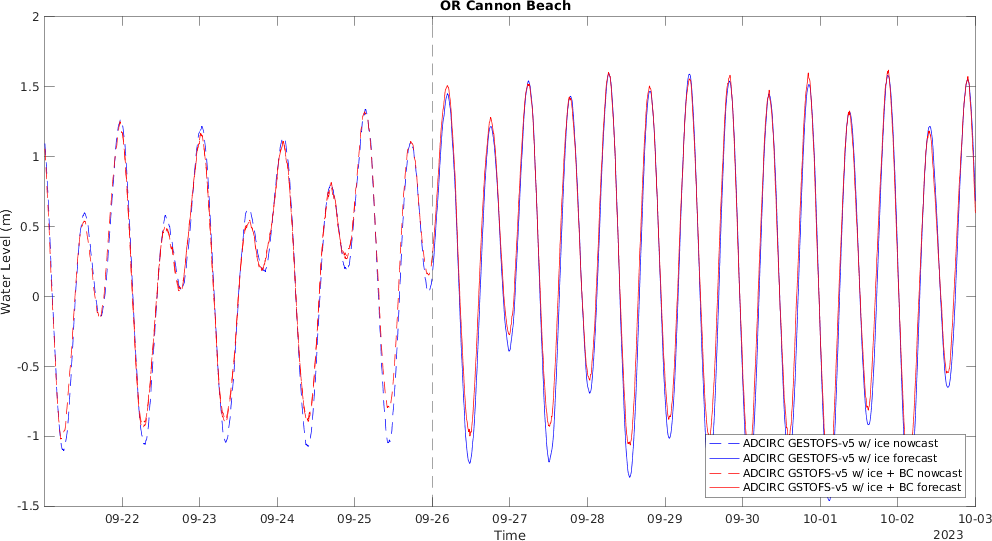 OR Cannon Beach
2
1.5
1
0.5
0
-0.5
-1
-1.5
Water Level (m)
09-22 09-23 09-24 09-25 09-26 09-27 09-28 09-29 09-30 10-01 10-02 10-03
Time
2023
ADCIRC GESTOFS-v5 w/ ice nowcast
ADCIRC GESTOFS-v5 w/ ice forecast
ADCIRC GSTOFS-v5 w/ ice + BC nowcast
ADCIRC GSTOFS-v5 w/ ice + BC forecast